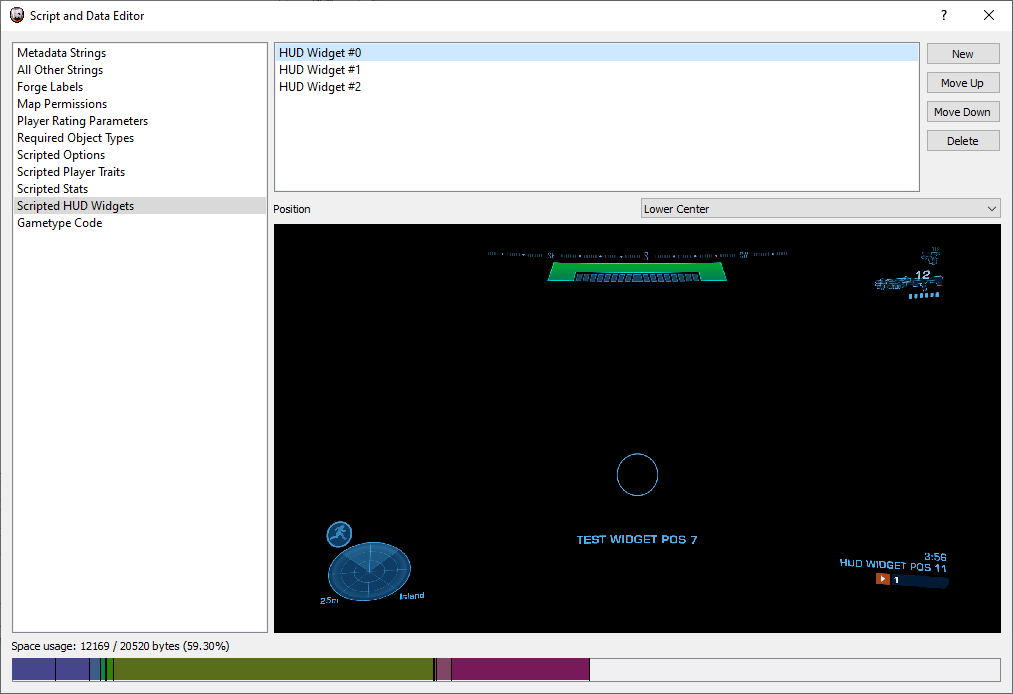 Script and Data Editor
?
Metadata Strings
All Other Strings
Forge Labels
Map Permissions
Player Rating Parameters
Required Object Types
Scripted Options
Scripted Player Traits
Scripted Stats
Scripted HUD Widgets
Gametype Code
HUD Widget #0
HUD Widget #1
HUD Widget #2
New
Move Up
Move Down
Delete
Position
Lower Center
SE
S
SW
12
TEST WIDGET POS 7
3:56
HUD WIDGET POS 11
1
25m
Island
Space usage: 12169 / 20520 bytes (59.30%)